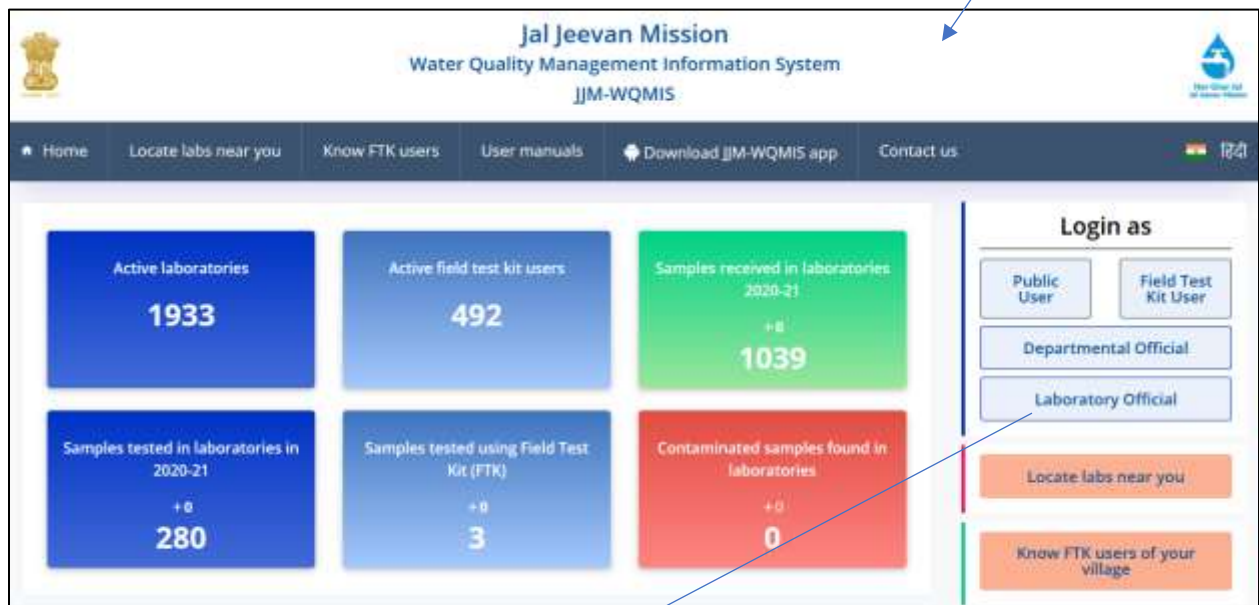 Jal Jeevan Mission
Water Quality Management Information System
JJM-WQMIS
Home Locate labs near you Know FTK users User manuals Download JJM-WQMIS app Contact us हिंदी
Active laboratories
1933
Active field test kit users
492
Samples received in laboratories
2020-21
+0
1039
Samples tested in laboratories in
2020-21
+0
280
Samples tested using Field Test
Kit (FTK)
+0
3
Contaminated samples found in
laboratories
+0
0
Login as
Public
User
Field Test
Kit User
Departmental Official
Laboratory Official
Locate labs near you
Know FTK users of your
village